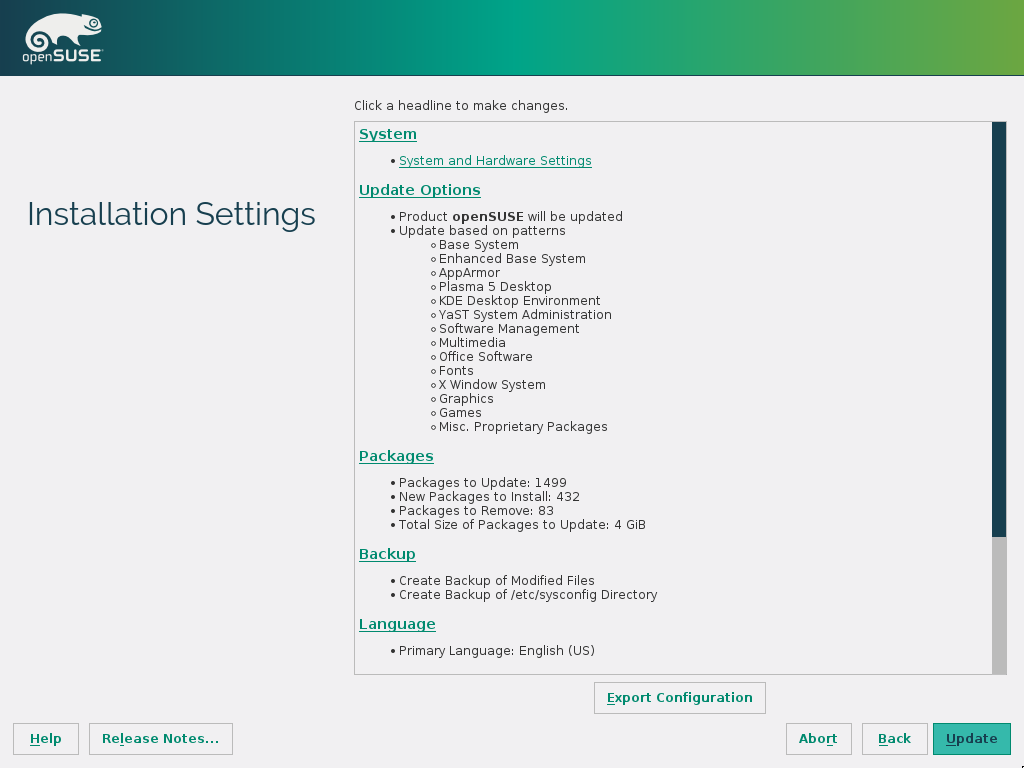 openSUSE
Click a headline to make changes.
Installation Settings
System
• System and Hardware Settings
Update Options
• Product openSUSE will be updated
• Update based on patterns
◦ Base System
◦ Enhanced Base System
◦ AppArmor
◦ Plasma 5 Desktop
◦ KDE Desktop Environment
◦ YaST System Administration
◦ Software Management
◦ Multimedia
◦ Office Software
◦ Fonts
◦ X Window System
◦ Graphics
◦ Games
◦ Misc. Proprietary Packages
Packages
• Packages to Update: 1499
• New Packages to Install: 432
• Packages to Remove: 83
• Total Size of Packages to Update: 4 GiB
Backup
• Create Backup of Modified Files
• Create Backup of /etc/sysconfig Directory
Language
• Primary Language: English (US)
Export Configuration
Help Release Notes... Abort Back Update